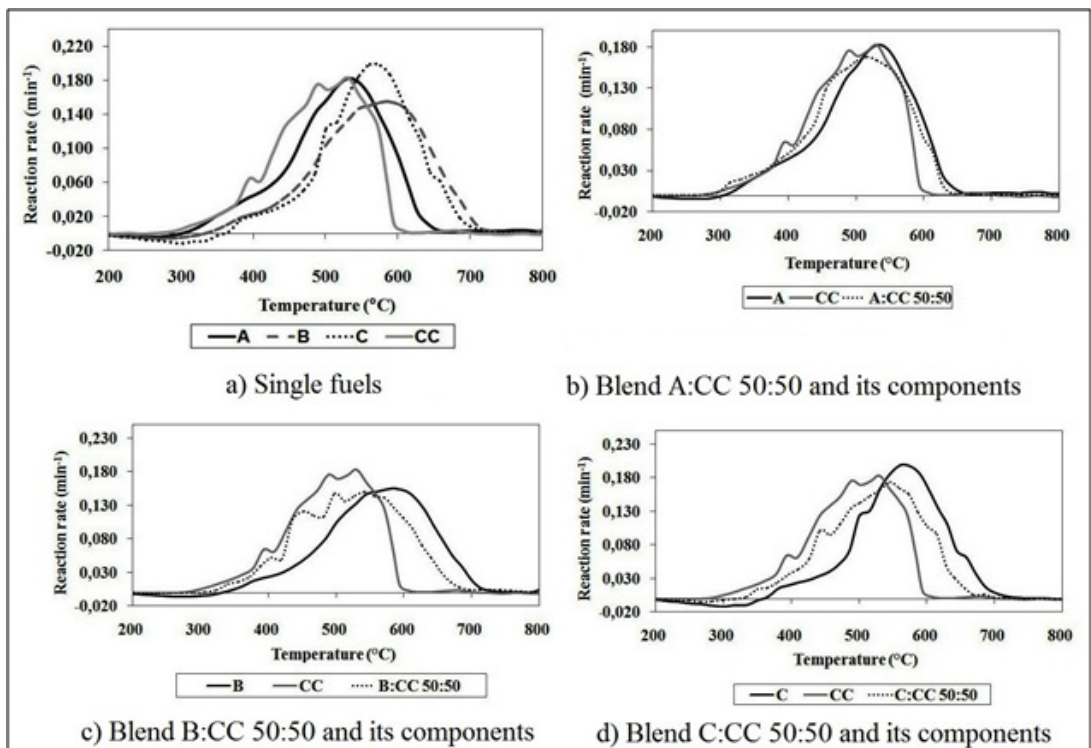 0,220
0,180
0,140
0,100
0,060
0,020
-0,020
Reaction rate (min-1)
200 300 400 500 600 700 800
Temperature (°C)
A B C CC
a) Single fuels
0,180
0,130
0,080
0,030
-0,020
Reaction rate (min-1)
200 300 400 500 600 700 800
Temperature (°C)
A CC A:CC 50:50
b) Blend A:CC 50:50 and its components
0,230
0,180
0,130
0,080
0,030
-0,020
Reaction rate (min-1)
200 300 400 500 600 700 800
Temperature (°C)
B CC B:CC 50:50
c) Blend B:CC 50:50 and its components
0,230
0,180
0,130
0,080
0,030
-0,020
Reaction rate (min-1)
200 300 400 500 600 700 800
Temperature (°C)
C CC C:CC 50:50
d) Blend C:CC 50:50 and its components